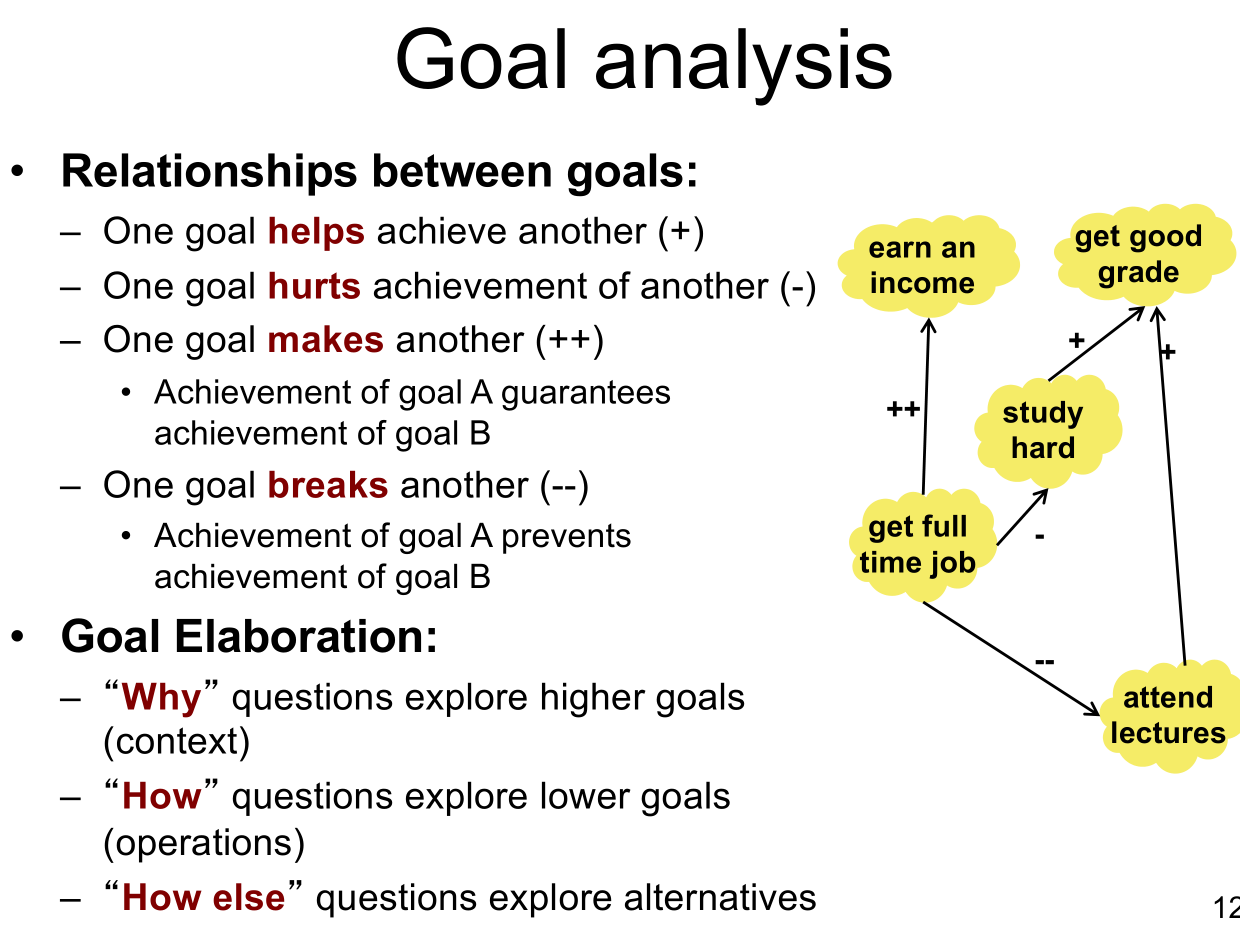 Goal analysis
• Relationships between goals:
– One goal helps achieve another (+)
– One goal hurts achievement of another (-)
– One goal makes another (++)
• Achievement of goal A guarantees
achievement of goal B
– One goal breaks another (--)
• Achievement of goal A prevents
achievement of goal B
• Goal Elaboration:
– “Why” questions explore higher goals
(context)
– “How” questions explore lower goals
(operations)
– “How else” questions explore alternatives
earn an
income
get good
grade
+
+
++
study
hard
get full
time job
-
--
attend
lectures
12